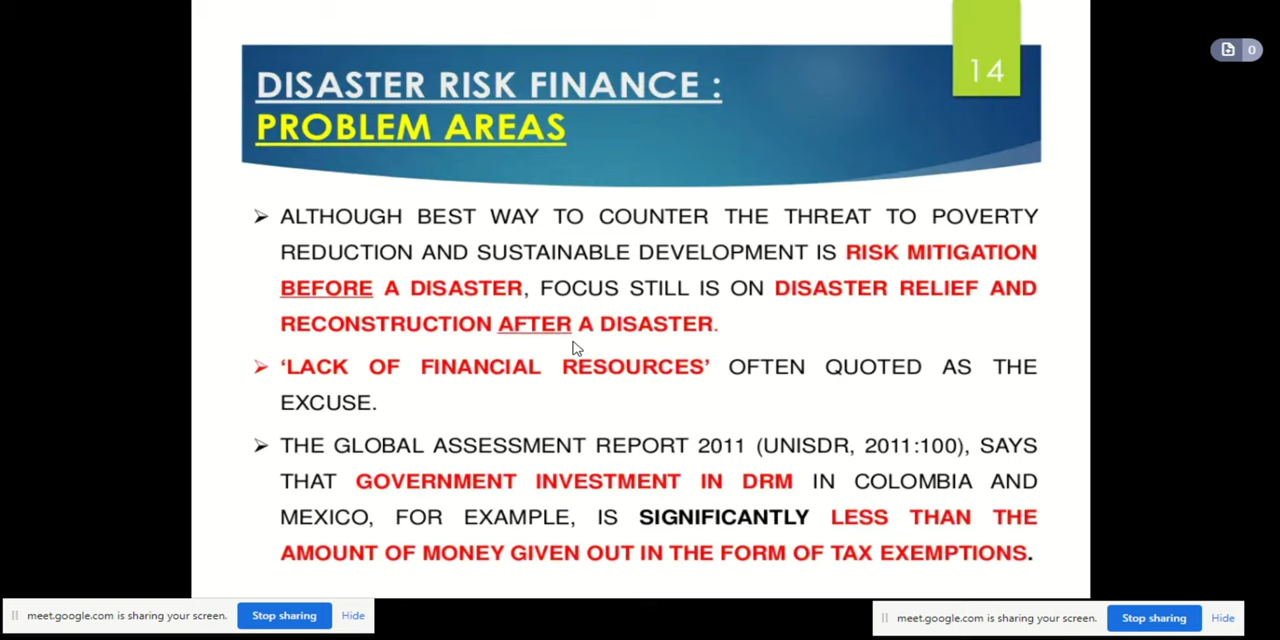 14
0
DISASTER RISK FINANCE :
PROBLEM AREAS
ALTHOUGH BEST WAY TO COUNTER THE THREAT TO POVERTY
REDUCTION AND SUSTAINABLE DEVELOPMENT IS RISK MITIGATION
BEFORE A DISASTER, FOCUS STILL IS ON DISASTER RELIEF AND
RECONSTRUCTION AFTER A DISASTER.
‘LACK OF FINANCIAL RESOURCES’ OFTEN QUOTED AS THE
EXCUSE.
THE GLOBAL ASSESSMENT REPORT 2011 (UNISDR, 2011:100), SAYS
THAT GOVERNMENT INVESTMENT IN DRM IN COLOMBIA AND
MEXICO, FOR EXAMPLE, IS SIGNIFICANTLY LESS THAN THE
AMOUNT OF MONEY GIVEN OUT IN THE FORM OF TAX EXEMPTIONS.
meet.google.com is sharing your screen. Stop sharing Hide
meet.google.com is sharing your screen. Stop sharing Hide